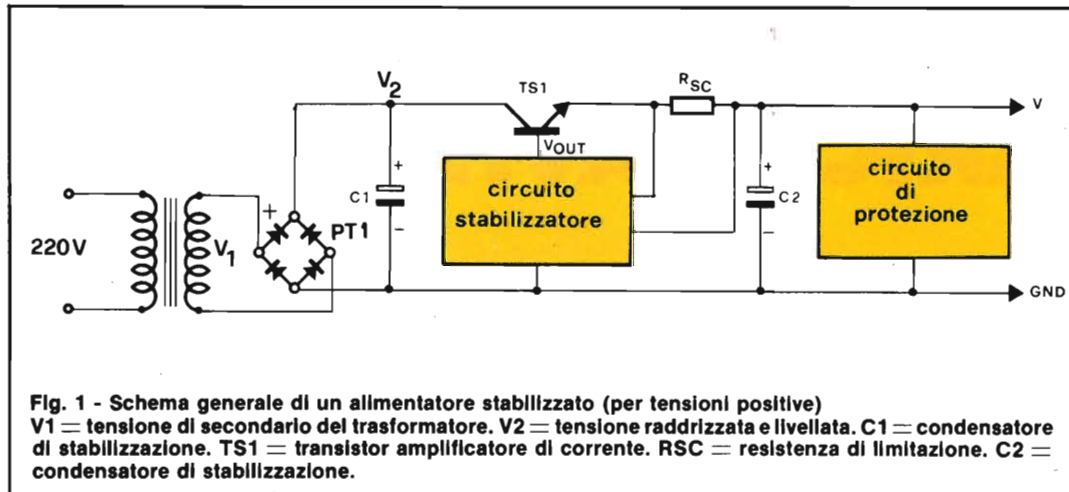 V2
TS1
RSC
V
VOUT
+
C1
−
circuito
stabilizzatore
+
C2
−
circuito
di
protezione
220V
V1
+
PT1
GND
Fig. 1 - Schema generale di un alimentatore stabilizzato (per tensioni positive)
V1 = tensione di secondario del trasformatore. V2 = tensione raddrizzata e livellata. C1 = condensatore
di stabilizzazione. TS1 = transistor amplificatore di corrente. RSC = resistenza di limitazione. C2 =
condensatore di stabilizzazione.